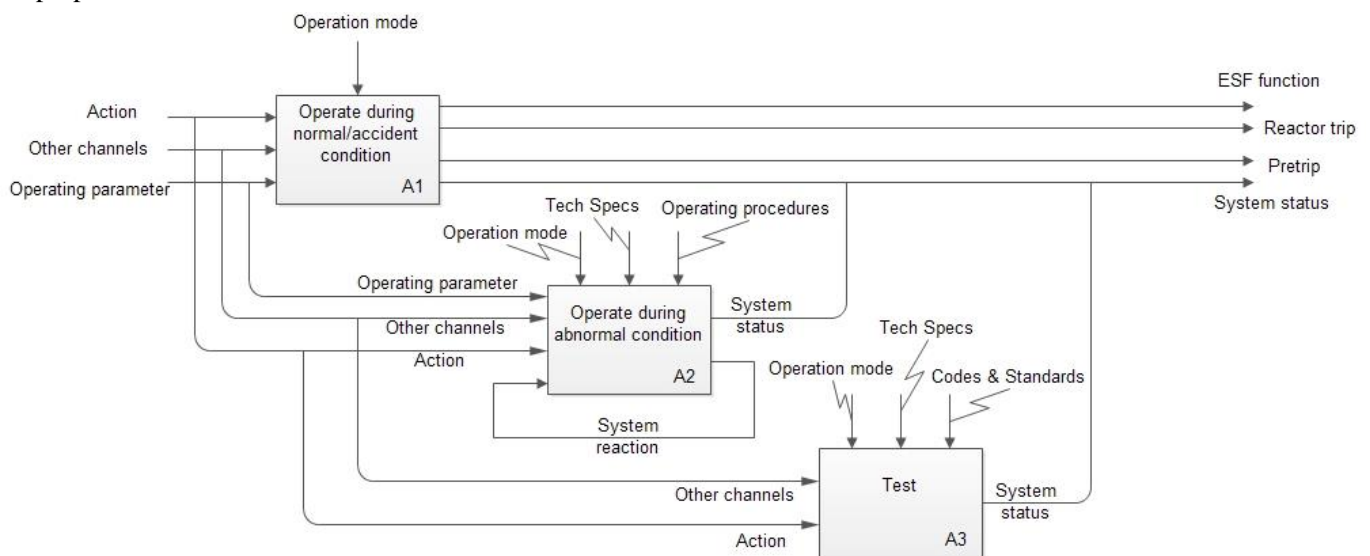 Operation mode
ESF function
Action
Operate during
normal/accident
condition
Reactor trip
Other channels
Pretrip
Operating parameter
A1
System status
Tech Specs
Operating procedures
Operation mode
Operating parameter
Operate during
abnormal condition
System
status
Other channels
Action
A2
Tech Specs
Operation mode
Codes & Standards
System
reaction
Test
Other channels
System
status
Action
A3